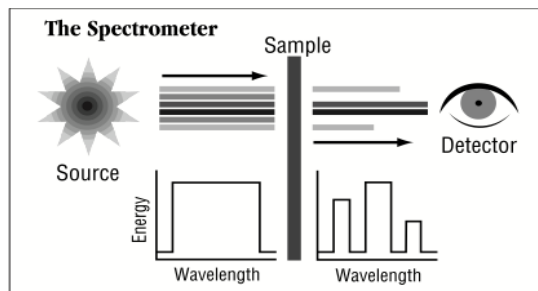 The Spectrometer
Sample
Source
Detector
Energy
Wavelength
Wavelength